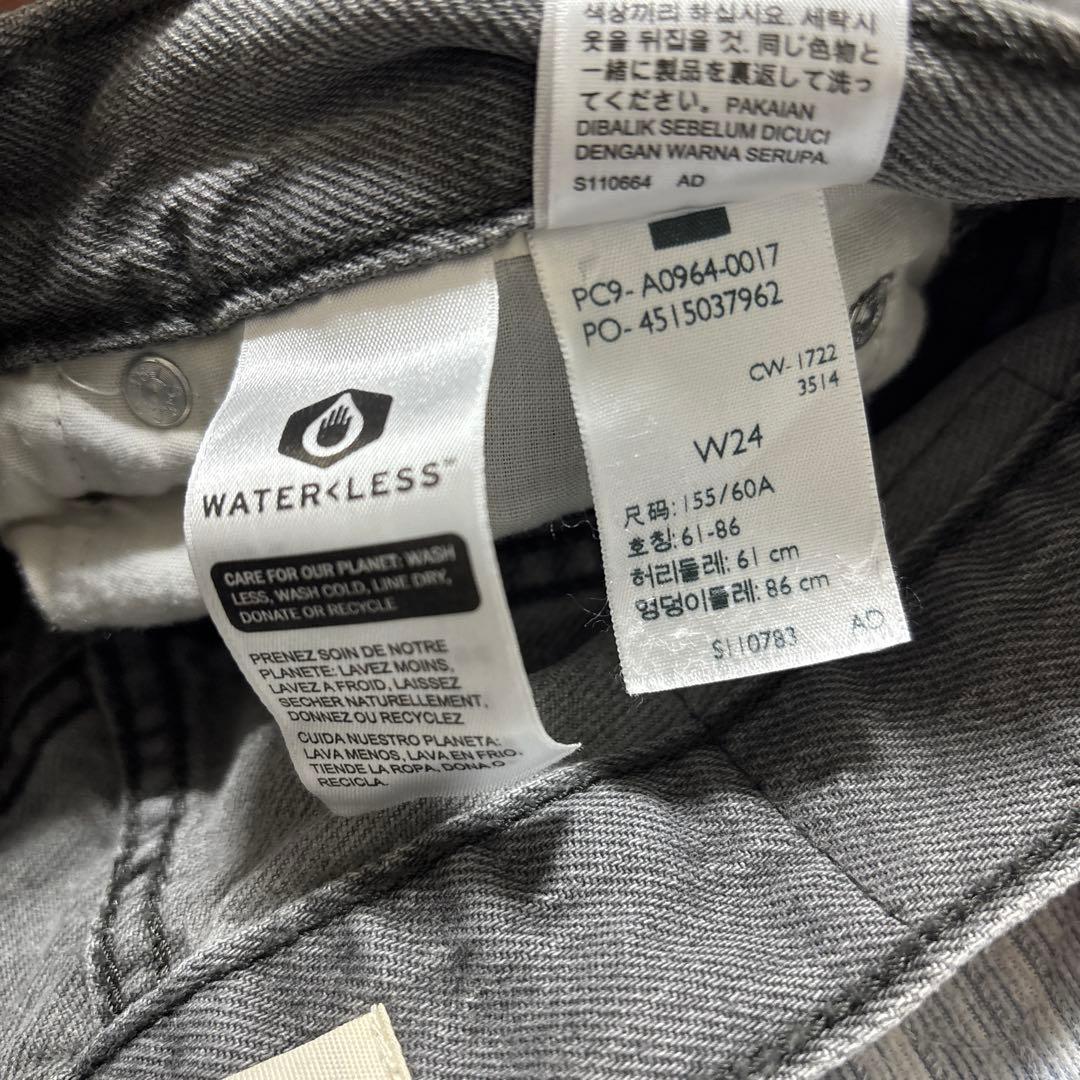 색상끼리 하십시요. 세탁시
옷을 뒤집을 것. 同じ色物と
一緒に製品を裏返して洗っ
てください。 PAKAIAN
DIBALIK SEBELUM DICUCI
DENGAN WARNA SERUPA.
S110664 AD
PC9- A0964-0017
PO- 4515037962
CW-1722
3514
W24
尺码: 155/60A
호칭: 61-86
허리둘레: 61 cm
엉덩이둘레: 86 cm
S110783 AD
WATER<LESS™
CARE FOR OUR PLANET: WASH
LESS, WASH COLD, LINE DRY,
DONATE OR RECYCLE
PRENEZ SOIN DE NOTRE
PLANETE: LAVEZ MOINS,
LAVEZ A FROID, LAISSEZ
SECHER NATURELLEMENT,
DONNEZ OU RECYCLEZ
CUIDA NUESTRO PLANETA:
LAVA MENOS, LAVA EN FRIO,
TIENDE LA ROPA, DONA O
RECICLA.